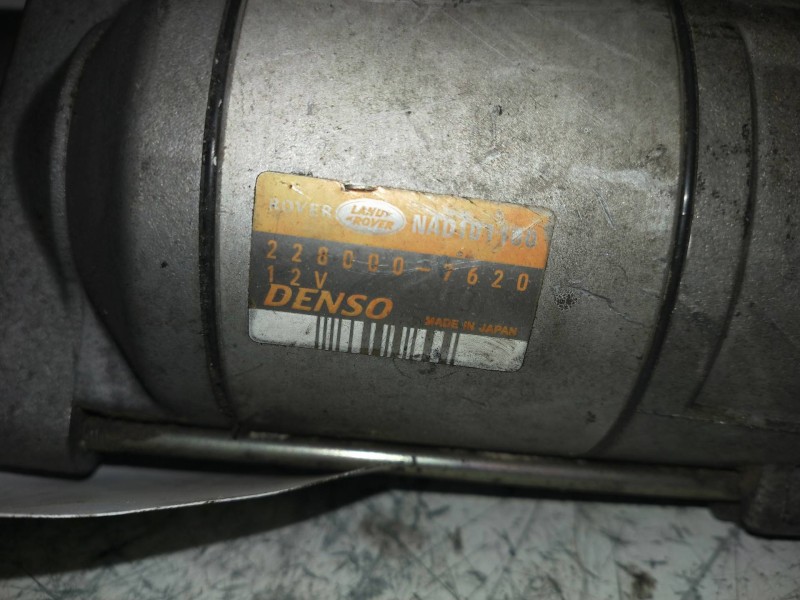 ROVER LAND ROVER
228000-7620
12V
DENSO
MADE IN JAPAN